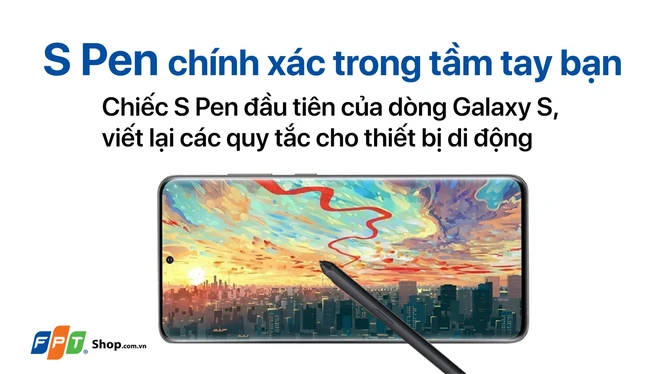 S Pen chính xác trong tầm tay bạn
Chiếc S Pen đầu tiên của dòng Galaxy S,
viết lại các quy tắc cho thiết bị di động
FPT® Shop.com.vn